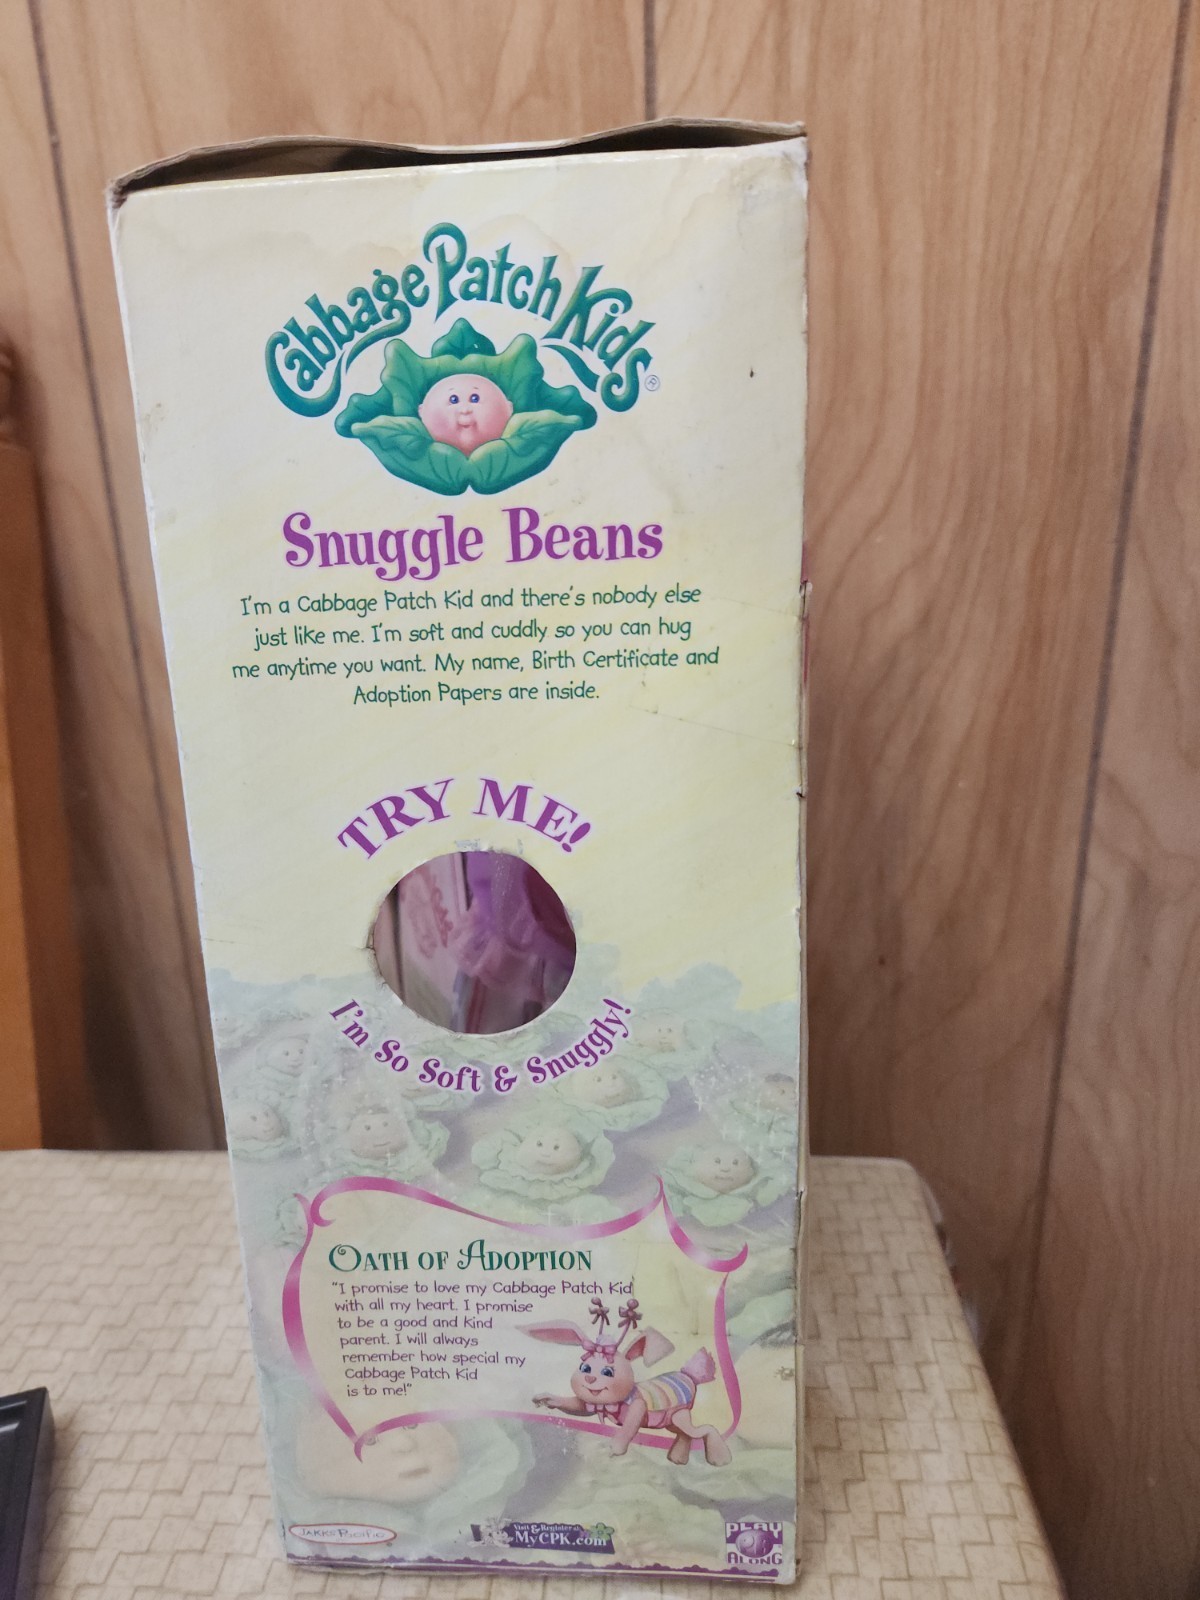 Cabbage Patch Kids®
Snuggle Beans
I'm a Cabbage Patch Kid and there's nobody else
just like me. I'm soft and cuddly so you can hug
me anytime you want. My name, Birth Certificate and
Adoption Papers are inside.
TRY ME!
I'm So Soft & Snuggly!
OATH OF ADOPTION
"I promise to love my Cabbage Patch Kid
with all my heart. I promise
to be a good and kind
parent. I will always
remember how special my
Cabbage Patch Kid
is to me!"
JAKKS Pacific
Visit & Register at
MyCPK.com
PLAY
ALONG